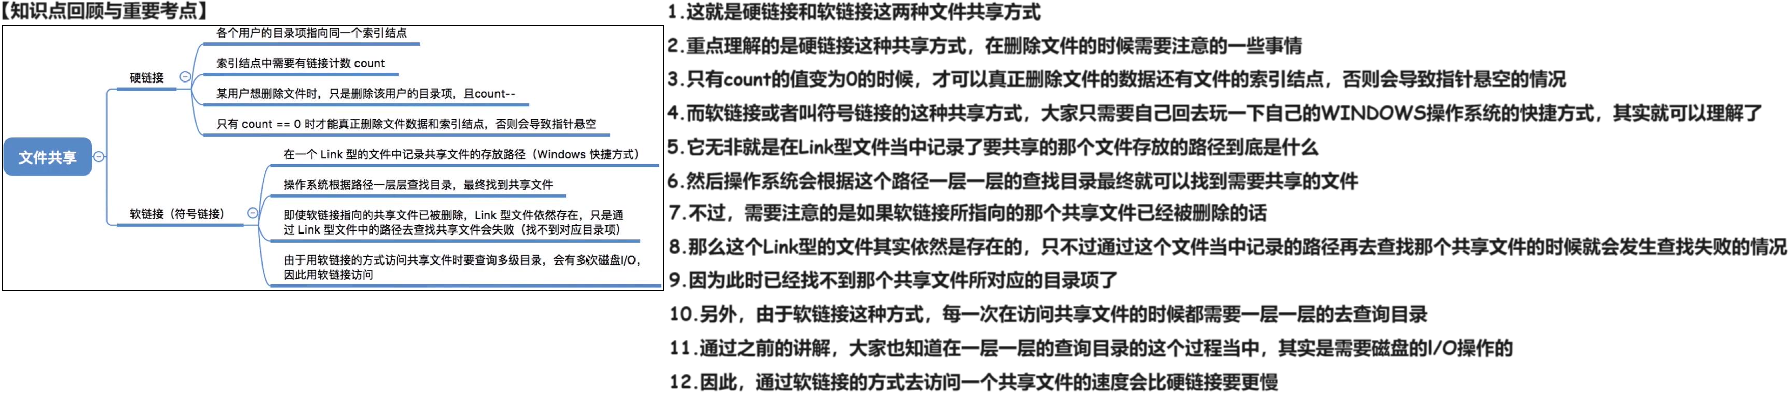 【知识点回顾与重要考点】
文件共享
硬链接
各个用户的目录项指向同一个索引结点
索引结点中需要有链接计数 count
某用户想删除文件时，只是删除该用户的目录项，且count--
只有 count == 0 时才能真正删除文件数据和索引结点，否则会导致指针悬空
软链接（符号链接）
在一个 Link 型的文件中记录共享文件的存放路径（Windows 快捷方式）
操作系统根据路径一层层查找目录，最终找到共享文件
即使软链接指向的共享文件已被删除，Link 型文件依然存在，只是通
过 Link 型文件中的路径去查找共享文件会失败（找不到对应目录项）
由于用软链接的方式访问共享文件时要查询多级目录，会有多次磁盘I/O，
因此用软链接访问
1.这就是硬链接和软链接这两种文件共享方式
2.重点理解的是硬链接这种共享方式，在删除文件的时候需要注意的一些事情
3.只有count的值变为0的时候，才可以真正删除文件的数据还有文件的索引结点，否则会导致指针悬空的情况
4.而软链接或者叫符号链接的这种共享方式，大家只需要自己回去玩一下自己的WINDOWS操作系统的快捷方式，其实就可以理解了
5.它无非就是在Link型文件当中记录了要共享的那个文件存放的路径到底是什么
6.然后操作系统会根据这个路径一层一层的查找目录最终就可以找到需要共享的文件
7.不过，需要注意的是如果软链接所指向的那个共享文件已经被删除的话
8.那么这个Link型的文件其实依然是存在的，只不过通过这个文件当中记录的路径再去查找那个共享文件的时候就会发生查找失败的情况
9.因为此时已经找不到那个共享文件所对应的目录项了
10.另外，由于软链接这种方式，每一次在访问共享文件的时候都需要一层一层的去查询目录
11.通过之前的讲解，大家也知道在一层一层的查询目录的这个过程当中，其实是需要磁盘的I/O操作的
12.因此，通过软链接的方式去访问一个共享文件的速度会比硬链接要更慢